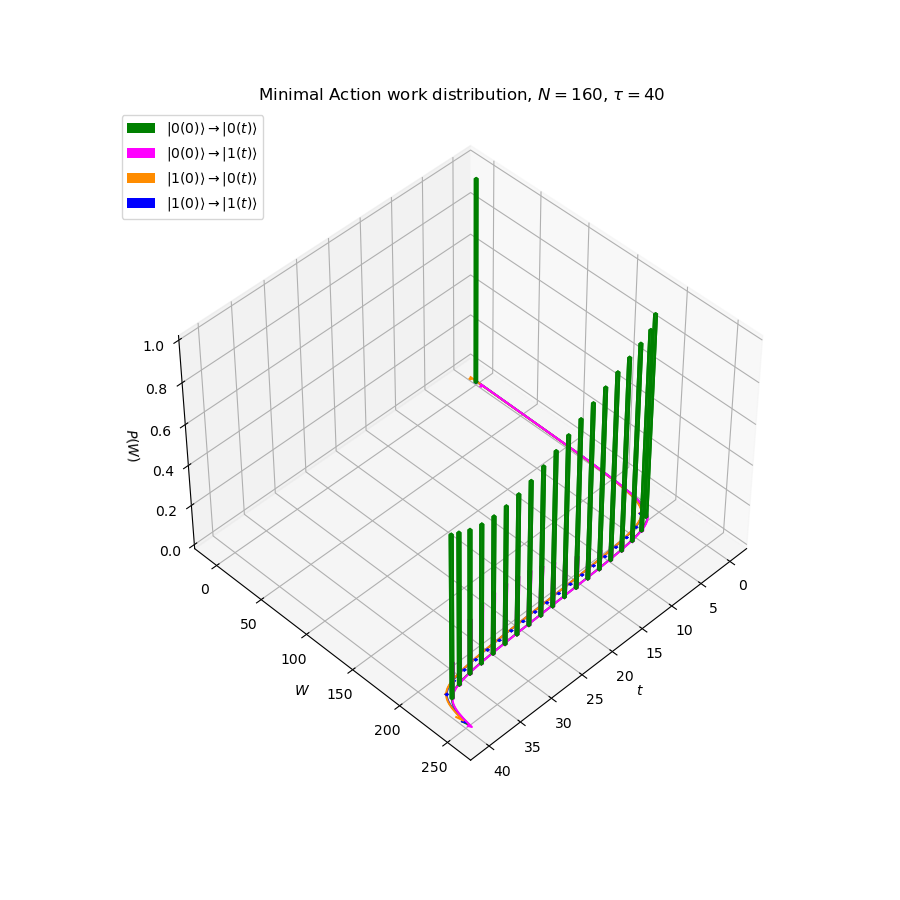 Minimal Action work distribution, N = 160, τ = 40
|0(0)⟩ → |0(t)⟩
|0(0)⟩ → |1(t)⟩
|1(0)⟩ → |0(t)⟩
|1(0)⟩ → |1(t)⟩
1.0
0.8
0.6
0.4
0.2
0.0
P(W)
0
50
100
150
200
250
W
0
5
10
15
20
25
30
35
40
t